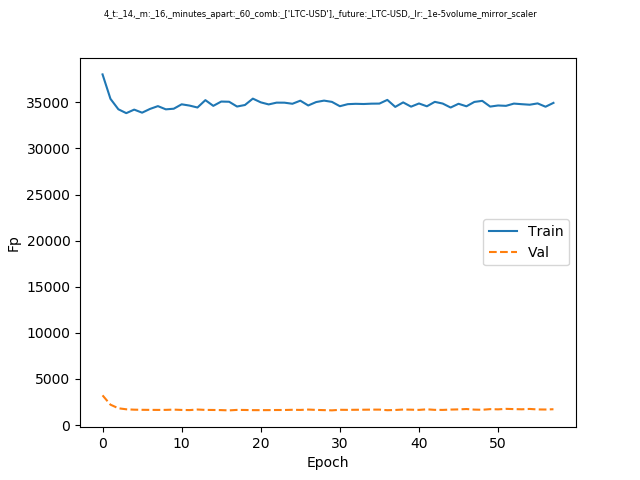 4_t:_14,_m:_16,_minutes_apart:_60_comb:_['LTC-USD'],_future:_LTC-USD,_lr:_1e-5volume_mirror_scaler
35000
30000
25000
20000
15000
10000
5000
0
Fp
Train
Val
0 10 20 30 40 50
Epoch